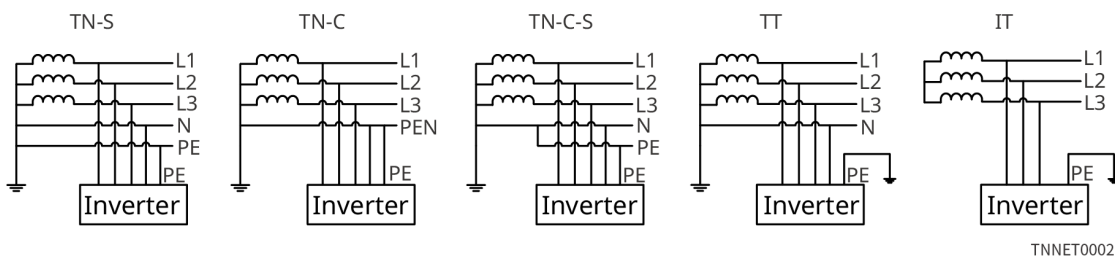 TN-S TN-C TN-C-S TT IT
L1 L1 L1 L1 L1
L2 L2 L2 L2 L2
L3 L3 L3 L3 L3
N PEN N N
PE PE
PE PE PE PE PE
Inverter Inverter Inverter Inverter Inverter
TNNET0002